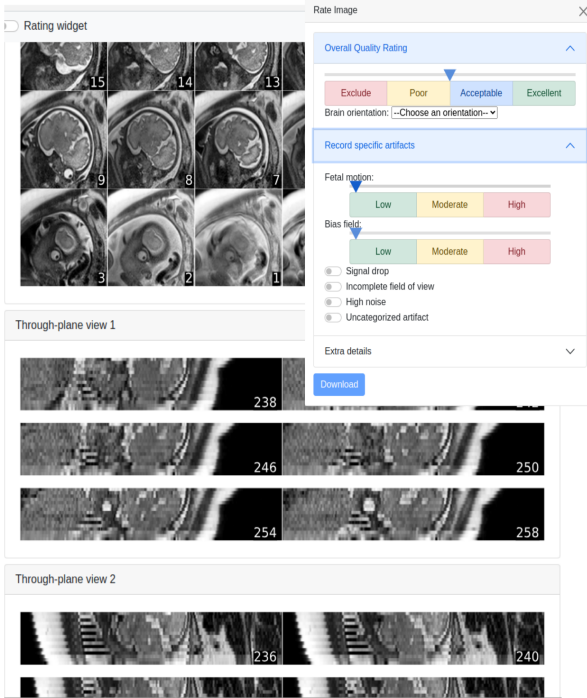 Rating widget
15 14 13
9 8 7
3 2 1
Through-plane view 1
238
246 250
254 258
Through-plane view 2
236 240
Rate Image
Overall Quality Rating
Exclude Poor Acceptable Excellent
Brain orientation: --Choose an orientation--
Record specific artifacts
Fetal motion:
Low Moderate High
Bias field:
Low Moderate High
Signal drop
Incomplete field of view
High noise
Uncategorized artifact
Extra details
Download